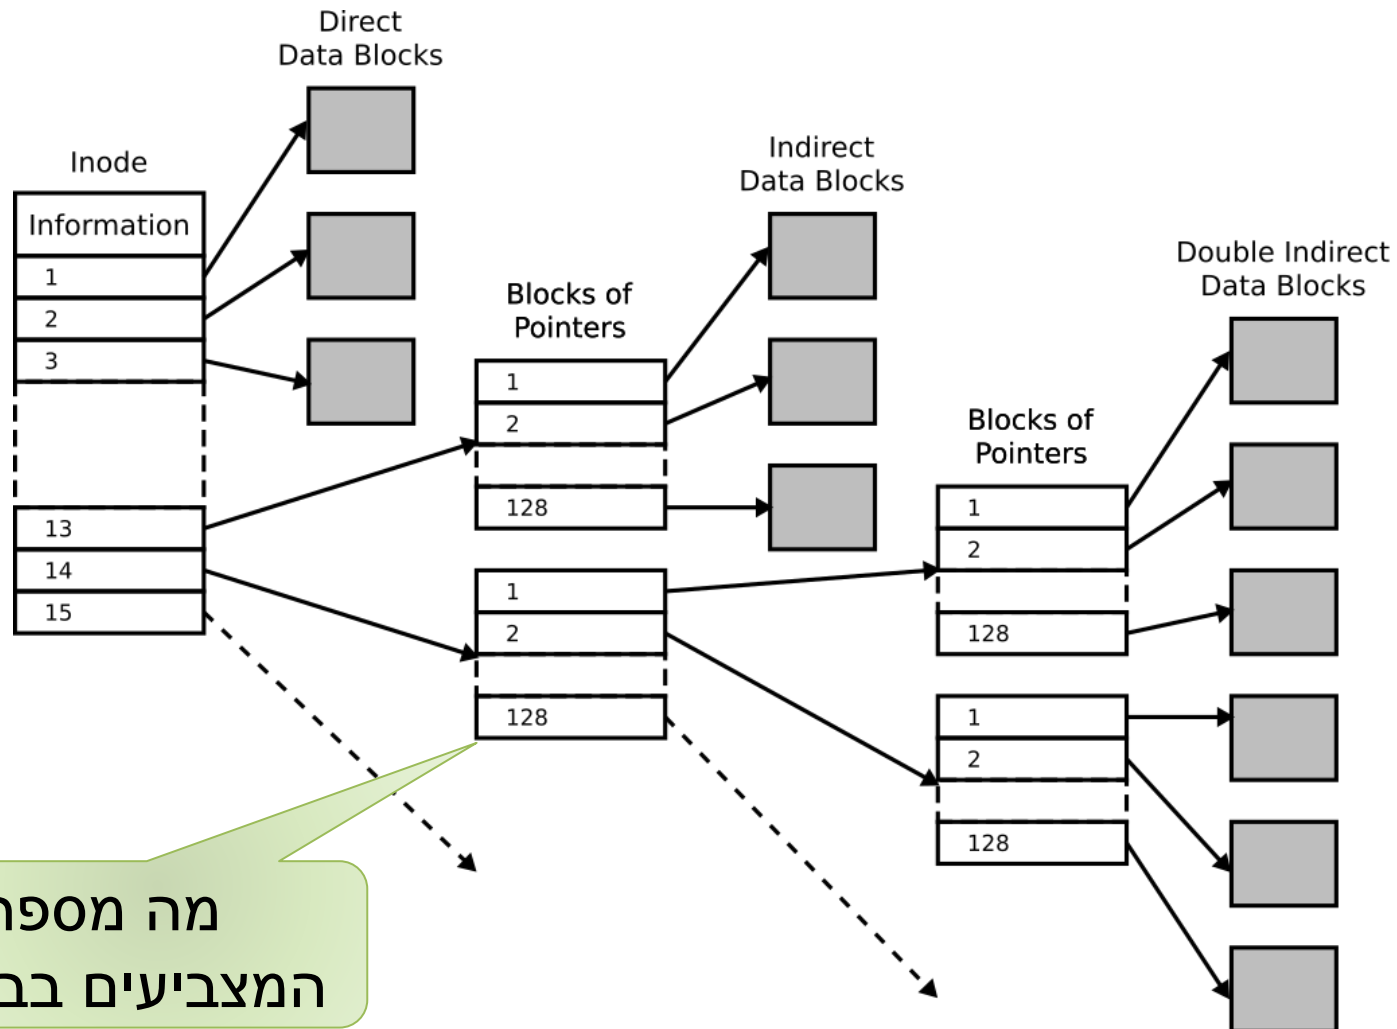 Direct
Data Blocks
Inode
Information
1
2
3
13
14
15
Blocks of
Pointers
1
2
128
1
2
128
Indirect
Data Blocks
Blocks of
Pointers
1
2
128
1
2
128
Double Indirect
Data Blocks
מה
המצביעים